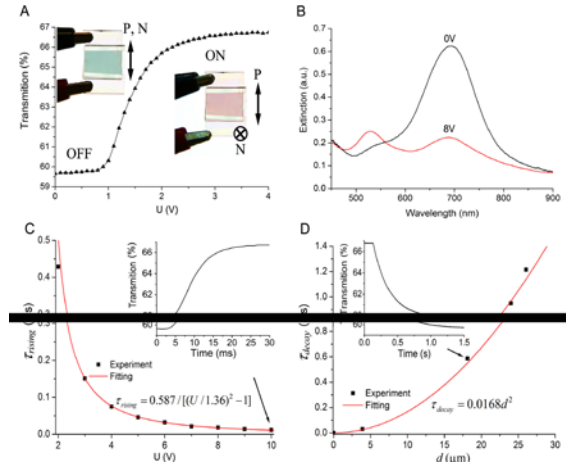 A
P, N
ON
P
N
OFF
Transmition (%)
67
66
65
64
63
62
61
60
59
0 1 2 3 4
U (V)
B
0V
8V
Extinction (a.u.)
0.7
0.6
0.5
0.4
0.3
0.2
0.1
0.0
500 600 700 800 900
Wavelength (nm)
C
0.5
0.4
0.3
0.2
0.1
0.0
Transmition (%)
66
64
62
60
0 5 10 15 20 25 30
Time (ms)
Experiment
Fitting
τrising = 0.587 / [(U / 1.36)² − 1]
2 4 6 8 10
U (V)
D
1.4
1.2
1.0
0.8
0.6
0.4
0.2
0.0
Transmition (%)
66
64
62
60
0.0 0.5 1.0 1.5
Time (s)
Experiment
Fitting
τdecay = 0.0168d²
0 5 10 15 20 25 30
d (μm)